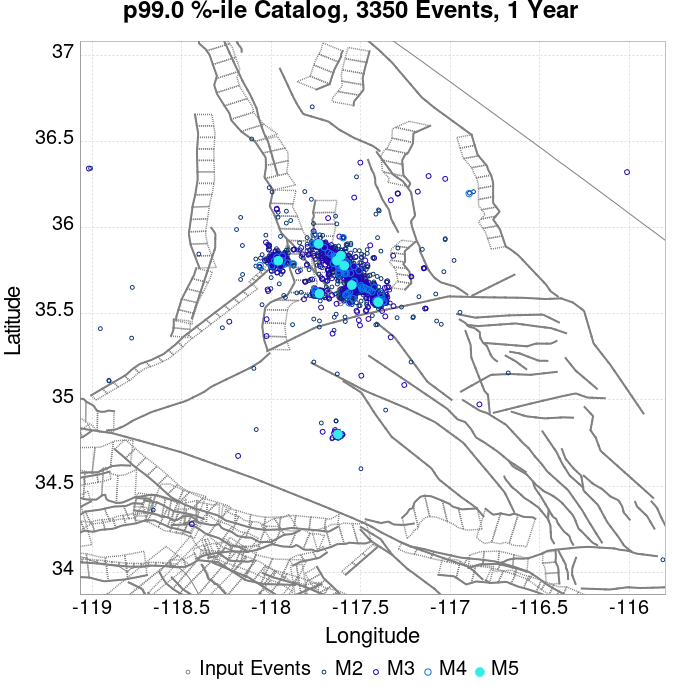 p99.0 %-ile Catalog, 3350 Events, 1 Year
37
36.5
36
35.5
35
34.5
34
Latitude
-119 -118.5 -118 -117.5 -117 -116.5 -116
Longitude
Input Events M2 M3 M4 M5